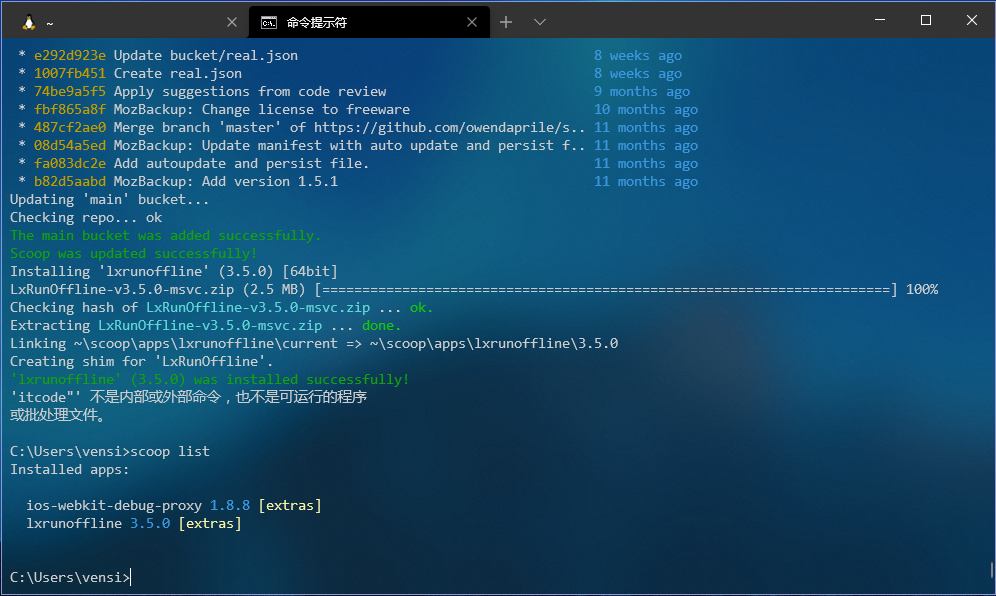 ~
命令提示符
* e292d923e Update bucket/real.json 8 weeks ago
* 1007fb451 Create real.json 8 weeks ago
* 74be9a5f5 Apply suggestions from code review 9 months ago
* fbf865a8f MozBackup: Change license to freeware 10 months ago
* 487cf2ae0 Merge branch 'master' of https://github.com/owendaprile/s.. 11 months ago
* 08d54a5ed MozBackup: Update manifest with auto update and persist f.. 11 months ago
* fa083dc2e Add autoupdate and persist file. 11 months ago
* b82d5aabd MozBackup: Add version 1.5.1 11 months ago
Updating 'main' bucket...
Checking repo... ok
The main bucket was added successfully.
Scoop was updated successfully!
Installing 'lxrunoffline' (3.5.0) [64bit]
LxRunOffline-v3.5.0-msvc.zip (2.5 MB) [=======================================================================] 100%
Checking hash of LxRunOffline-v3.5.0-msvc.zip ... ok.
Extracting LxRunOffline-v3.5.0-msvc.zip ... done.
Linking ~\scoop\apps\lxrunoffline\current => ~\scoop\apps\lxrunoffline\3.5.0
Creating shim for 'LxRunOffline'.
'lxrunoffline' (3.5.0) was installed successfully!
'itcode"' 不是内部或外部命令，也不是可运行的程序
或批处理文件。
C:\Users\vensi>scoop list
Installed apps:
ios-webkit-debug-proxy 1.8.8 [extras]
lxrunoffline 3.5.0 [extras]
C:\Users\vensi>